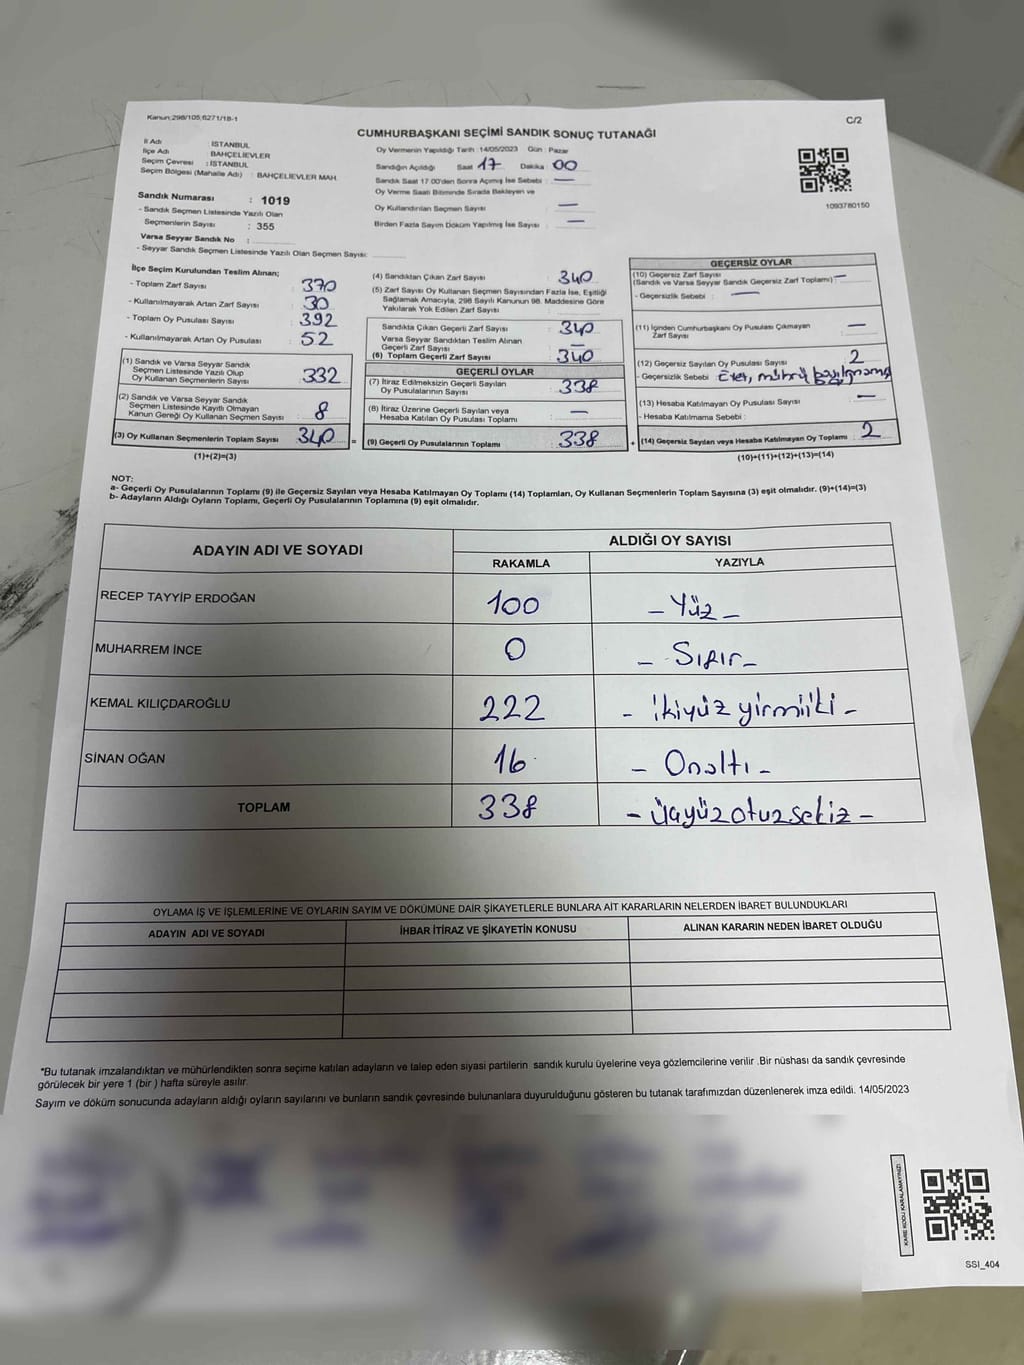 Kanun:298/105,6271/18-1
C/2
CUMHURBAŞKANI SEÇİMİ SANDIK SONUÇ TUTANAĞI
İl Adı : İSTANBUL
İlçe Adı : BAHÇELİEVLER
Seçim Çevresi : İSTANBUL
Seçim Bölgesi (Mahalle Adı) : BAHÇELİEVLER MAH.
Sandık Numarası : 1019
- Sandık Seçmen Listesinde Yazılı Olan
Seçmenlerin Sayısı : 355
Varsa Seyyar Sandık No :
- Seyyar Sandık Seçmen Listesinde Yazılı Olan Seçmen Sayısı:
Oy Vermenin Yapıldığı Tarih : 14/05/2023 Gün : Pazar
Sandığın Açıldığı Saat 17 Dakika 00
Sandık Saat 17:00'den Sonra Açılmış İse Sebebi : —
Oy Verme Saati Bitiminde Sırada Bekleyen ve
Oy Kullandırılan Seçmen Sayısı : —
Birden Fazla Sayım Döküm Yapılmış İse Sayısı : —
1093780150
İlçe Seçim Kurulundan Teslim Alınan;
- Toplam Zarf Sayısı : 370
- Kullanılmayarak Artan Zarf Sayısı : 30
- Toplam Oy Pusulası Sayısı : 392
- Kullanılmayarak Artan Oy Pusulası : 52
(1) Sandık ve Varsa Seyyar Sandık
Seçmen Listesinde Yazılı Olup
Oy Kullanan Seçmenlerin Sayısı : 332
(2) Sandık ve Varsa Seyyar Sandık
Seçmen Listesinde Kayıtlı Olmayan
Kanun Gereği Oy Kullanan Seçmen Sayısı : 8
(3) Oy Kullanan Seçmenlerin Toplam Sayısı : 340
(1)+(2)=(3)
(4) Sandıktan Çıkan Zarf Sayısı : 340
(5) Zarf Sayısı Oy Kullanan Seçmen Sayısından Fazla İse, Eşitliği
Sağlamak Amacıyla, 298 Sayılı Kanunun 98. Maddesine Göre
Yakılarak Yok Edilen Zarf Sayısı :
Sandıkta Çıkan Geçerli Zarf Sayısı : 340
Varsa Seyyar Sandıktan Teslim Alınan
Geçerli Zarf Sayısı : —
(6) Toplam Geçerli Zarf Sayısı : 340
GEÇERLİ OYLAR
(7) İtiraz Edilmeksizin Geçerli Sayılan
Oy Pusulalarının Sayısı : 338
(8) İtiraz Üzerine Geçerli Sayılan veya
Hesaba Katılan Oy Pusulası Toplamı : —
= (9) Geçerli Oy Pusulalarının Toplamı : 338
GEÇERSİZ OYLAR
(10) Geçersiz Zarf Sayısı
(Sandık ve Varsa Seyyar Sandık Geçersiz Zarf Toplamı) : —
- Geçersizlik Sebebi : —
(11) İçinden Cumhurbaşkanı Oy Pusulası Çıkmayan
Zarf Sayısı : —
(12) Geçersiz Sayılan Oy Pusulası Sayısı : 2
- Geçersizlik Sebebi : Evet, mührü basılmamış
(13) Hesaba Katılmayan Oy Pusulası Sayısı : —
- Hesaba Katılmama Sebebi :
+ (14) Geçersiz Sayılan veya Hesaba Katılmayan Oy Toplamı : 2
(10)+(11)+(12)+(13)=(14)
NOT:
a- Geçerli Oy Pusulalarının Toplamı (9) ile Geçersiz Sayılan veya Hesaba Katılmayan Oy Toplamı (14) Toplamları, Oy Kullanan Seçmenlerin Toplam Sayısına (3) eşit olmalıdır. (9)+(14)=(3)
b- Adayların Aldığı Oyların Toplamı, Geçerli Oy Pusulalarının Toplamına (9) eşit olmalıdır.
ADAYIN ADI VE SOYADI
ALDIĞI OY SAYISI
RAKAMLA YAZIYLA
RECEP TAYYİP ERDOĞAN 100 - Yüz -
MUHARREM İNCE 0 - Sıfır -
KEMAL KILIÇDAROĞLU 222 - ikiyüz yirmiiki -
SİNAN OĞAN 16 - Onaltı -
TOPLAM 338 - üçyüzotuzsekiz -
OYLAMA İŞ VE İŞLEMLERİNE VE OYLARIN SAYIM VE DÖKÜMÜNE DAİR ŞİKAYETLERLE BUNLARA AİT KARARLARIN NELERDEN İBARET BULUNDUKLARI
ADAYIN ADI VE SOYADI İHBAR İTİRAZ VE ŞİKAYETİN KONUSU ALINAN KARARIN NEDEN İBARET OLDUĞU
*Bu tutanak imzalandıktan ve mühürlendikten sonra seçime katılan adayların ve talep eden siyasi partilerin sandık kurulu üyelerine veya gözlemcilerine verilir .Bir nüshası da sandık çevresinde
görülecek bir yere 1 (bir ) hafta süreyle asılır.
Sayım ve döküm sonucunda adayların aldığı oyların sayılarını ve bunların sandık çevresinde bulunanlara duyurulduğunu gösteren bu tutanak tarafımızdan düzenlenerek imza edildi. 14/05/2023
KARE KODU KARALAMAYINIZ!
SSI_404